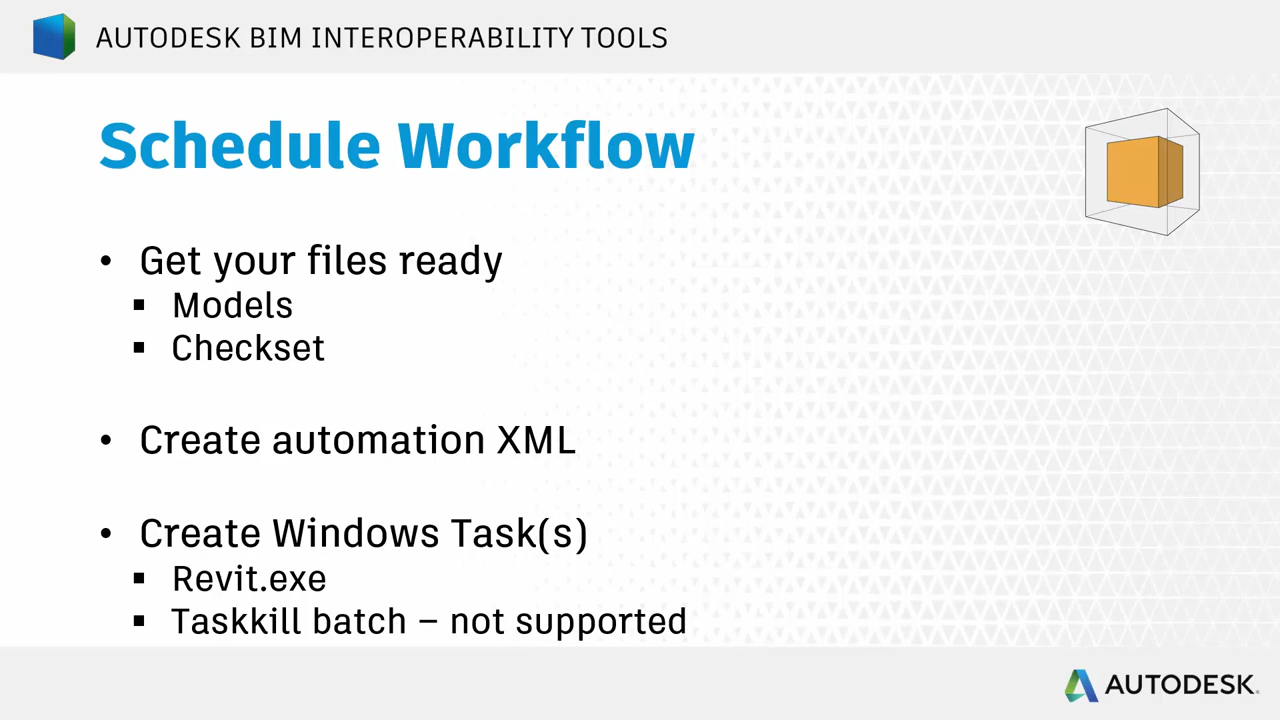 AUTODESK BIM INTEROPERABILITY TOOLS
Schedule Workflow
• Get your files ready
▪ Models
▪ Checkset
• Create automation XML
• Create Windows Task(s)
▪ Revit.exe
▪ Taskkill batch – not supported
AUTODESK.